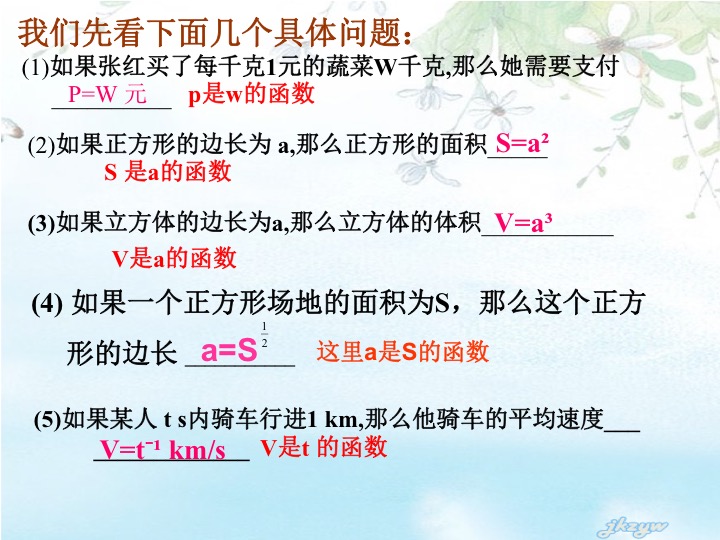 我们先看下面几个具体问题：
(1)如果张红买了每千克1元的蔬菜W千克,那么她需要支付
P=W 元 p是w的函数
(2)如果正方形的边长为 a,那么正方形的面积 S=a²
S 是a的函数
(3)如果立方体的边长为a,那么立方体的体积 V=a³
V是a的函数
(4) 如果一个正方形场地的面积为S，那么这个正方
形的边长 a=S^(1/2) 这里a是S的函数
(5)如果某人 t s内骑车行进1 km,那么他骑车的平均速度___
V=t⁻¹ km/s V是t 的函数
jkzyw